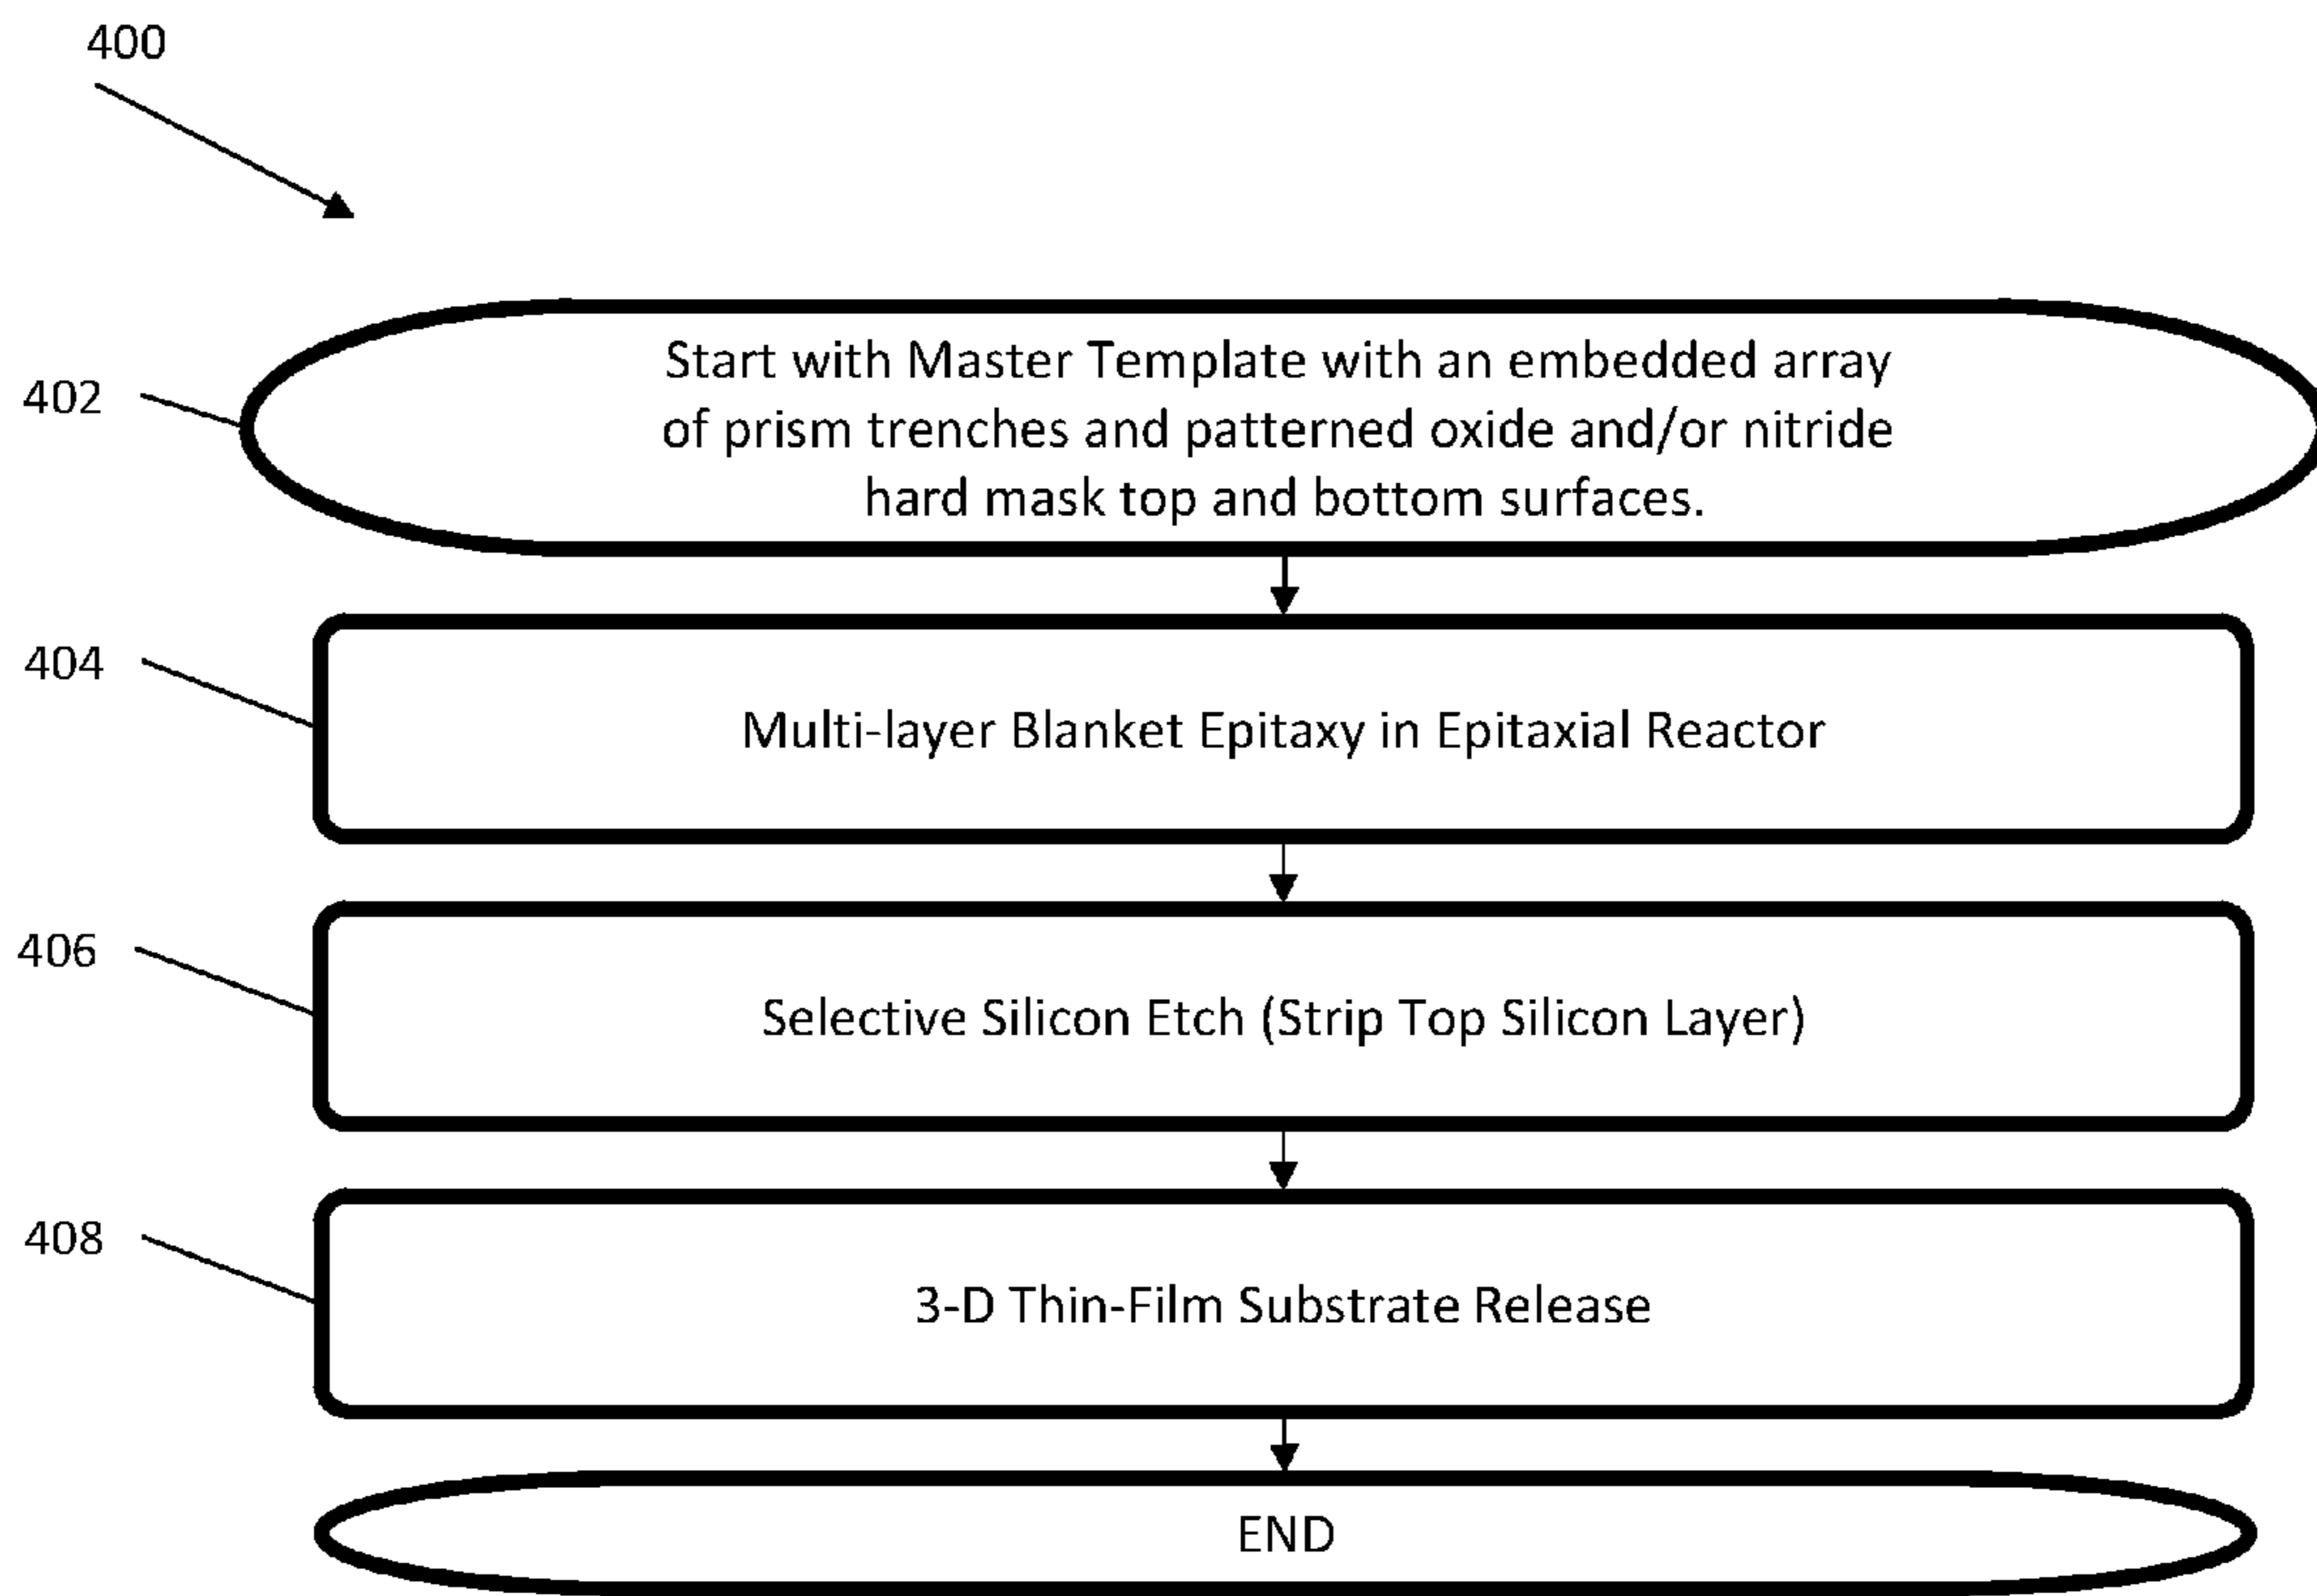 400
402
Start with Master Template with an embedded array
of prism trenches and patterned oxide and/or nitride
hard mask top and bottom surfaces.
404
Multi-layer Blanket Epitaxy in Epitaxial Reactor
406
Selective Silicon Etch (Strip Top Silicon Layer)
408
3-D Thin-Film Substrate Release
END